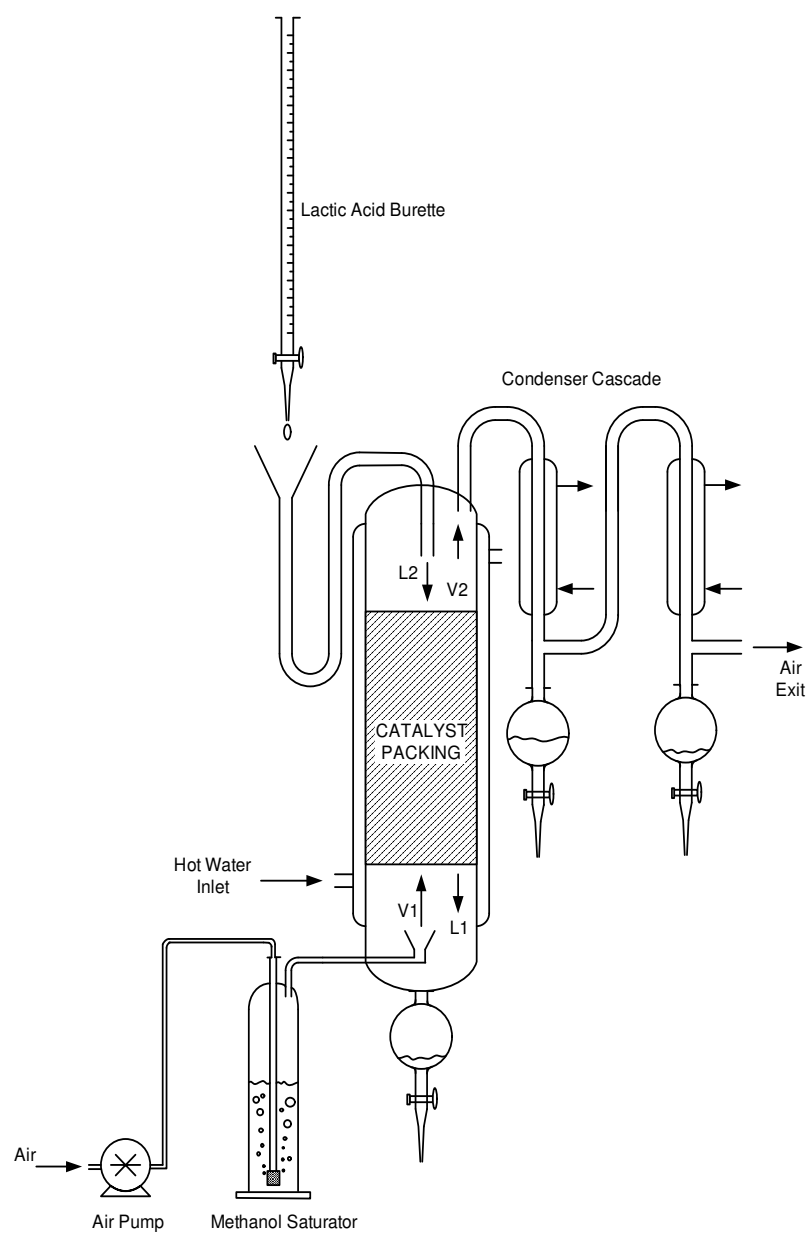 Lactic Acid Burette
Condenser Cascade
L2
V2
Air
Exit
CATALYST
PACKING
Hot Water
Inlet
V1
L1
Air
Air Pump
Methanol Saturator